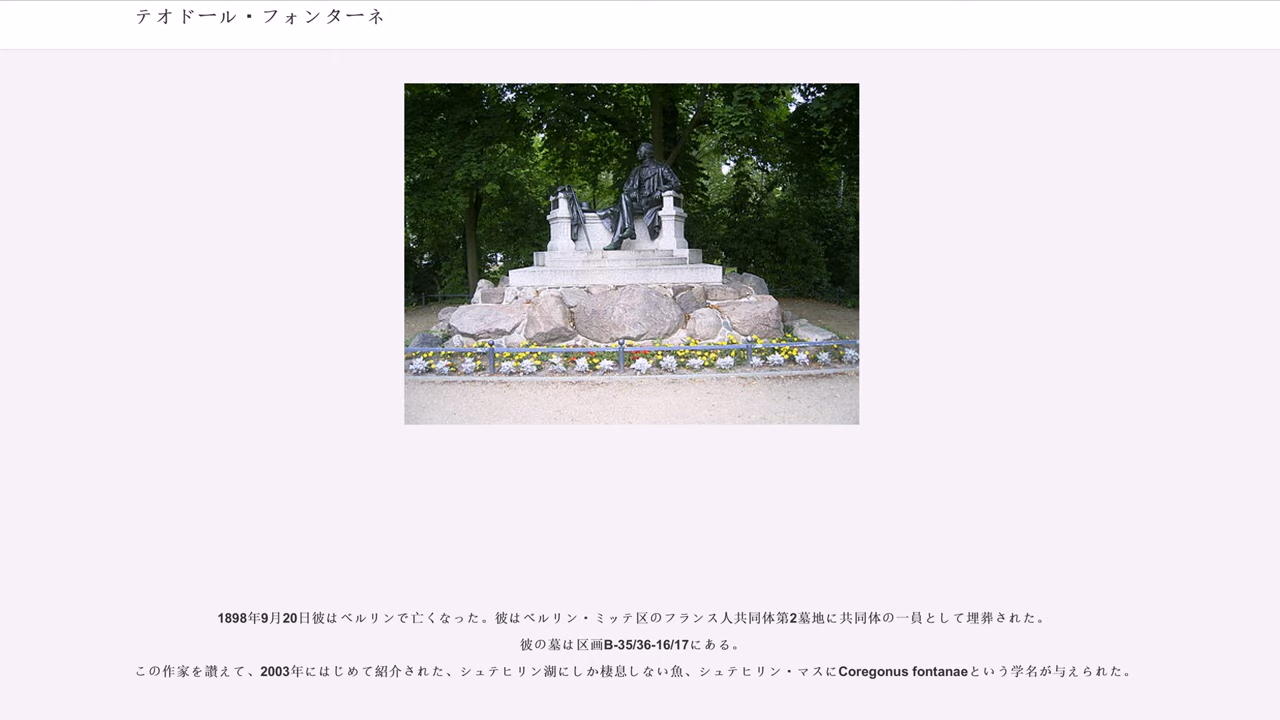 テオドール・フォンターネ
1898年9月20日彼はベルリンで亡くなった。彼はベルリン・ミッテ区のフランス人共同体第2墓地に共同体の一員として埋葬された。
彼の墓は区画B-35/36-16/17にある。
この作家を讃えて、2003年にはじめて紹介された、シュテヒリン湖にしか棲息しない魚、シュテヒリン・マスにCoregonus fontanaeという学名が与えられた。